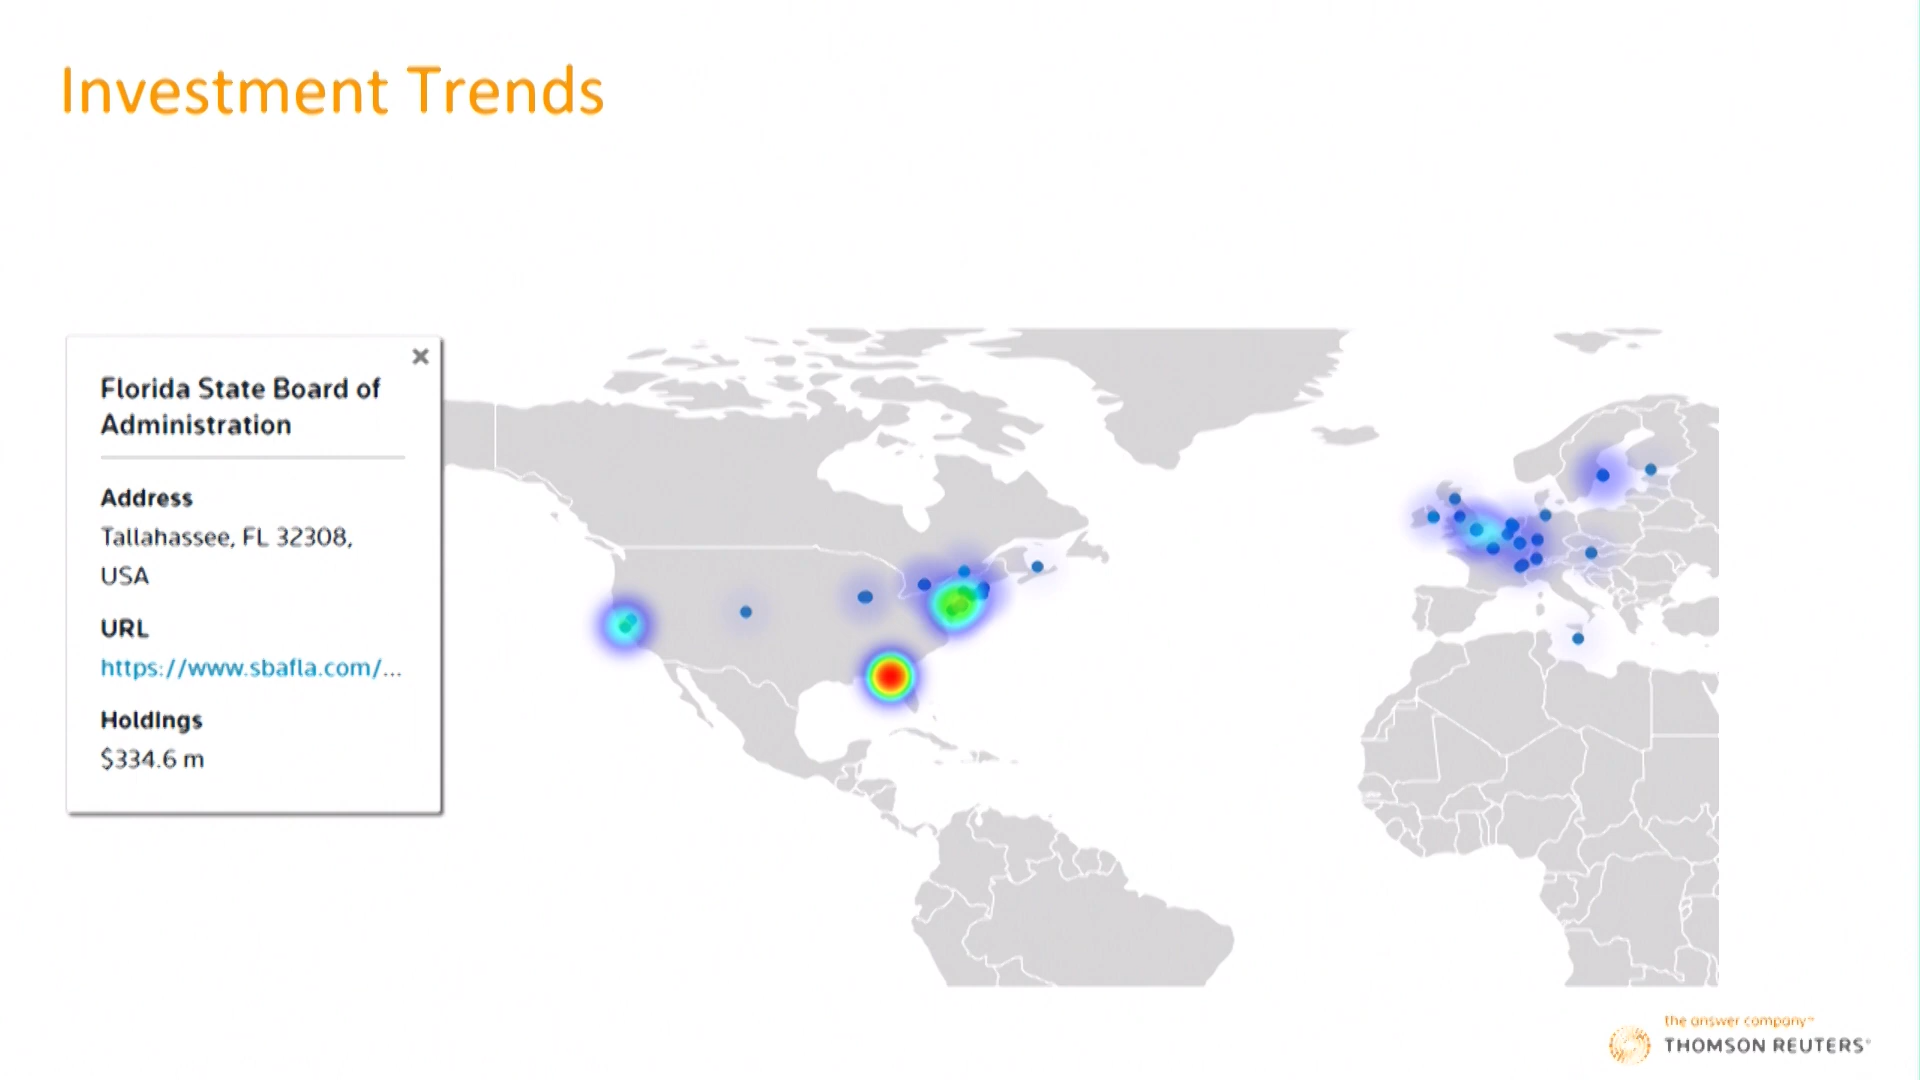 Investment Trends
Florida State Board of
Administration
Address
Tallahassee, FL 32308,
USA
URL
https://www.sbafla.com/...
Holdings
$334.6 m
the answer company™
THOMSON REUTERS®